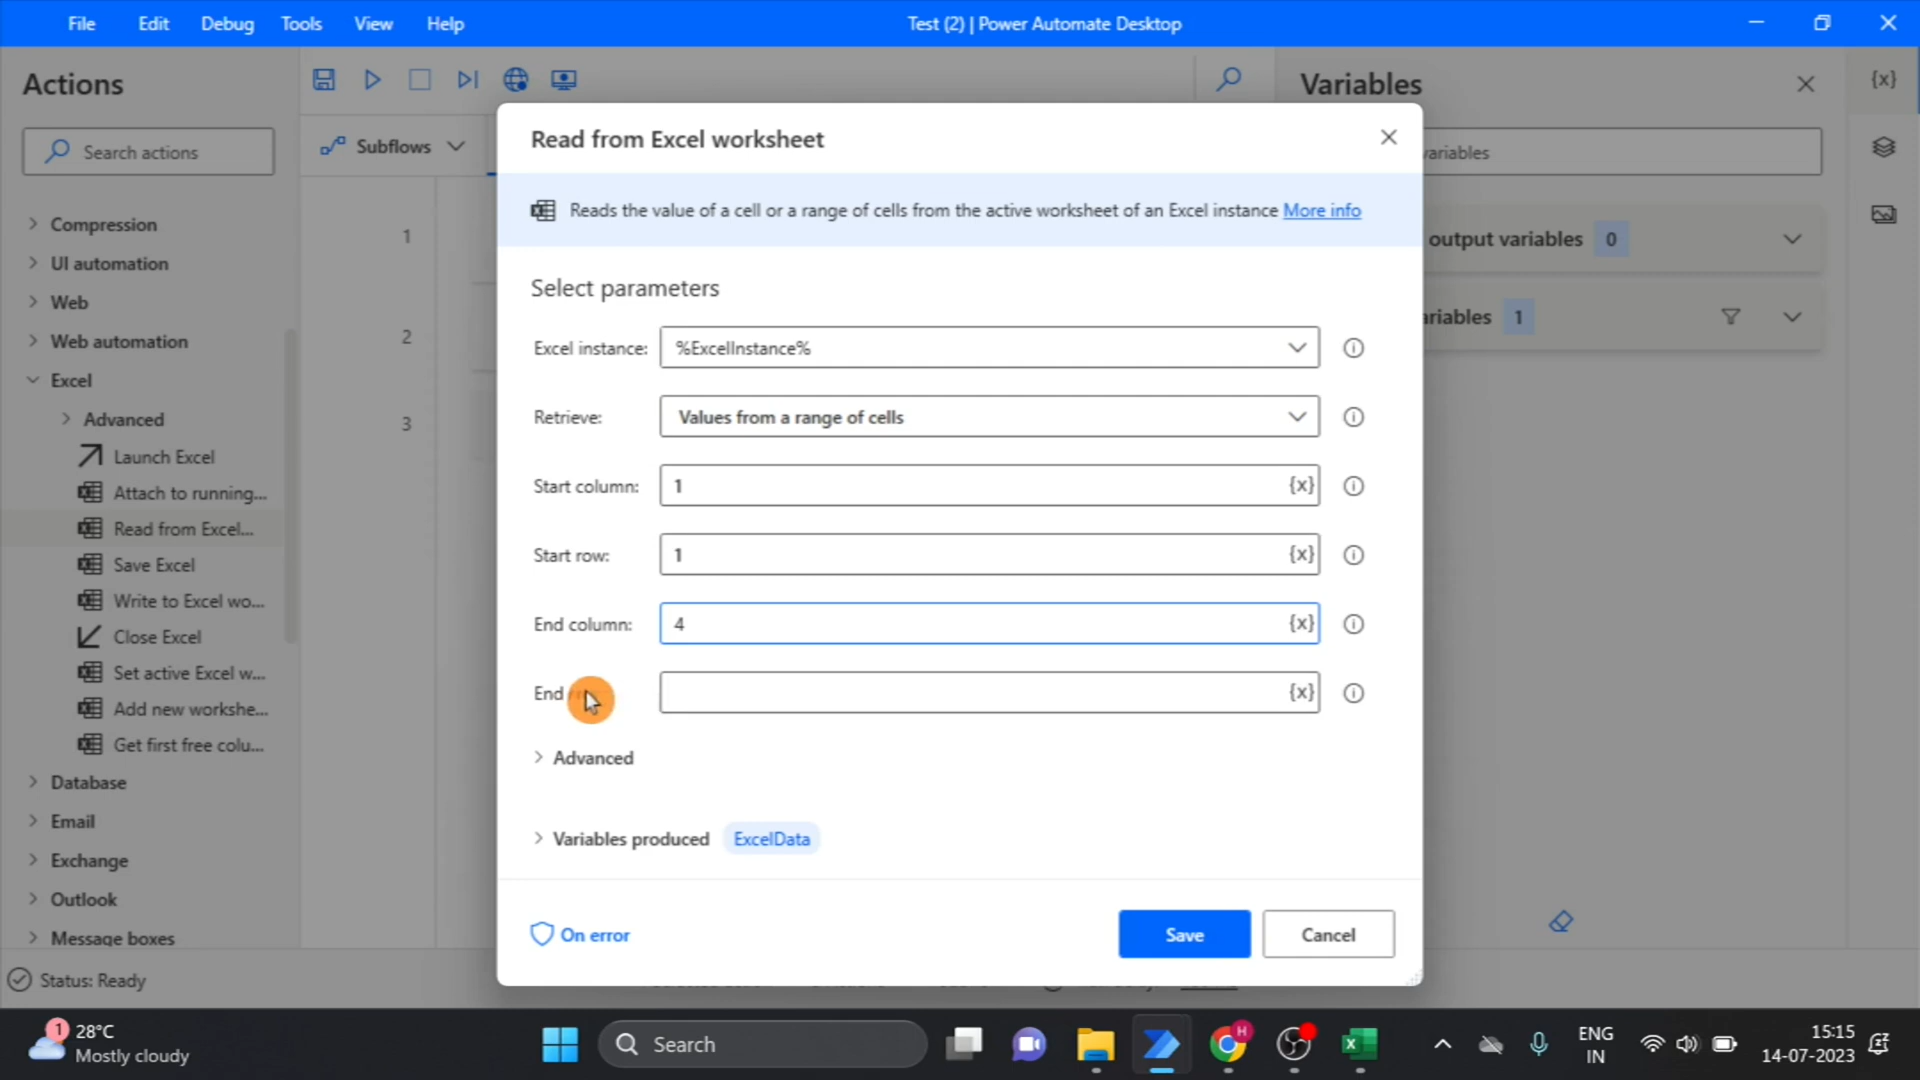 File Edit Debug Tools View Help
Test (2) | Power Automate Desktop
Actions
Search actions
Compression
UI automation
Web
Web automation
Excel
Advanced
Launch Excel
Attach to running...
Read from Excel...
Save Excel
Write to Excel wo...
Close Excel
Set active Excel w...
Add new workshe...
Get first free colu...
Database
Email
Exchange
Outlook
Message boxes
Status: Ready
Subflows
1
2
3
Read from Excel worksheet
Reads the value of a cell or a range of cells from the active worksheet of an Excel instance More info
Select parameters
Excel instance: %ExcelInstance%
Retrieve: Values from a range of cells
Start column: 1 {x}
Start row: 1 {x}
End column: 4 {x}
End {x}
Advanced
Variables produced ExcelData
On error
Save
Cancel
Variables
{x}
variables
output variables 0
ariables 1
1
28°C
Mostly cloudy
Search
H
ENG
IN
15:15
14-07-2023